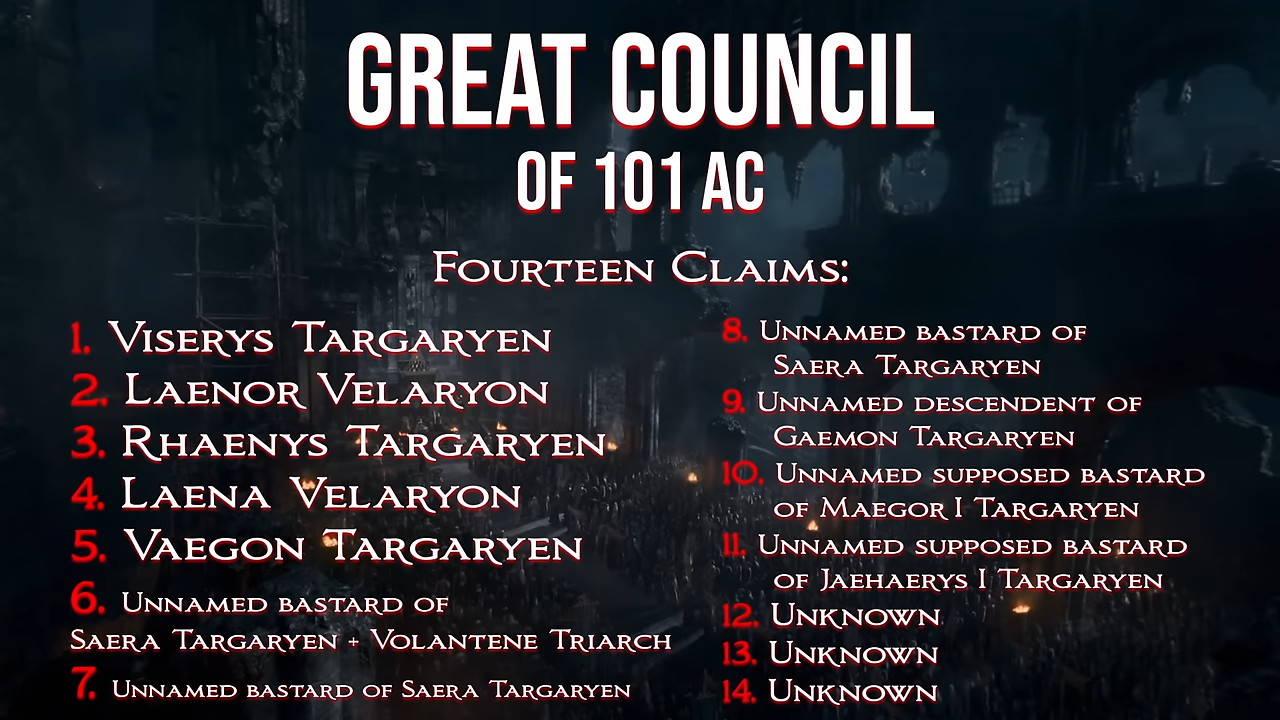 GREAT COUNCIL
OF 101 AC
FOURTEEN CLAIMS:
1. VISERYS TARGARYEN
2. LAENOR VELARYON
3. RHAENYS TARGARYEN
4. LAENA VELARYON
5. VAEGON TARGARYEN
6. UNNAMED BASTARD OF
SAERA TARGARYEN + VOLANTENE TRIARCH
7. UNNAMED BASTARD OF SAERA TARGARYEN
8. UNNAMED BASTARD OF
SAERA TARGARYEN
9. UNNAMED DESCENDENT OF
GAEMON TARGARYEN
10. UNNAMED SUPPOSED BASTARD
OF MAEGOR I TARGARYEN
11. UNNAMED SUPPOSED BASTARD
OF JAEHAERYS I TARGARYEN
12. UNKNOWN
13. UNKNOWN
14. UNKNOWN